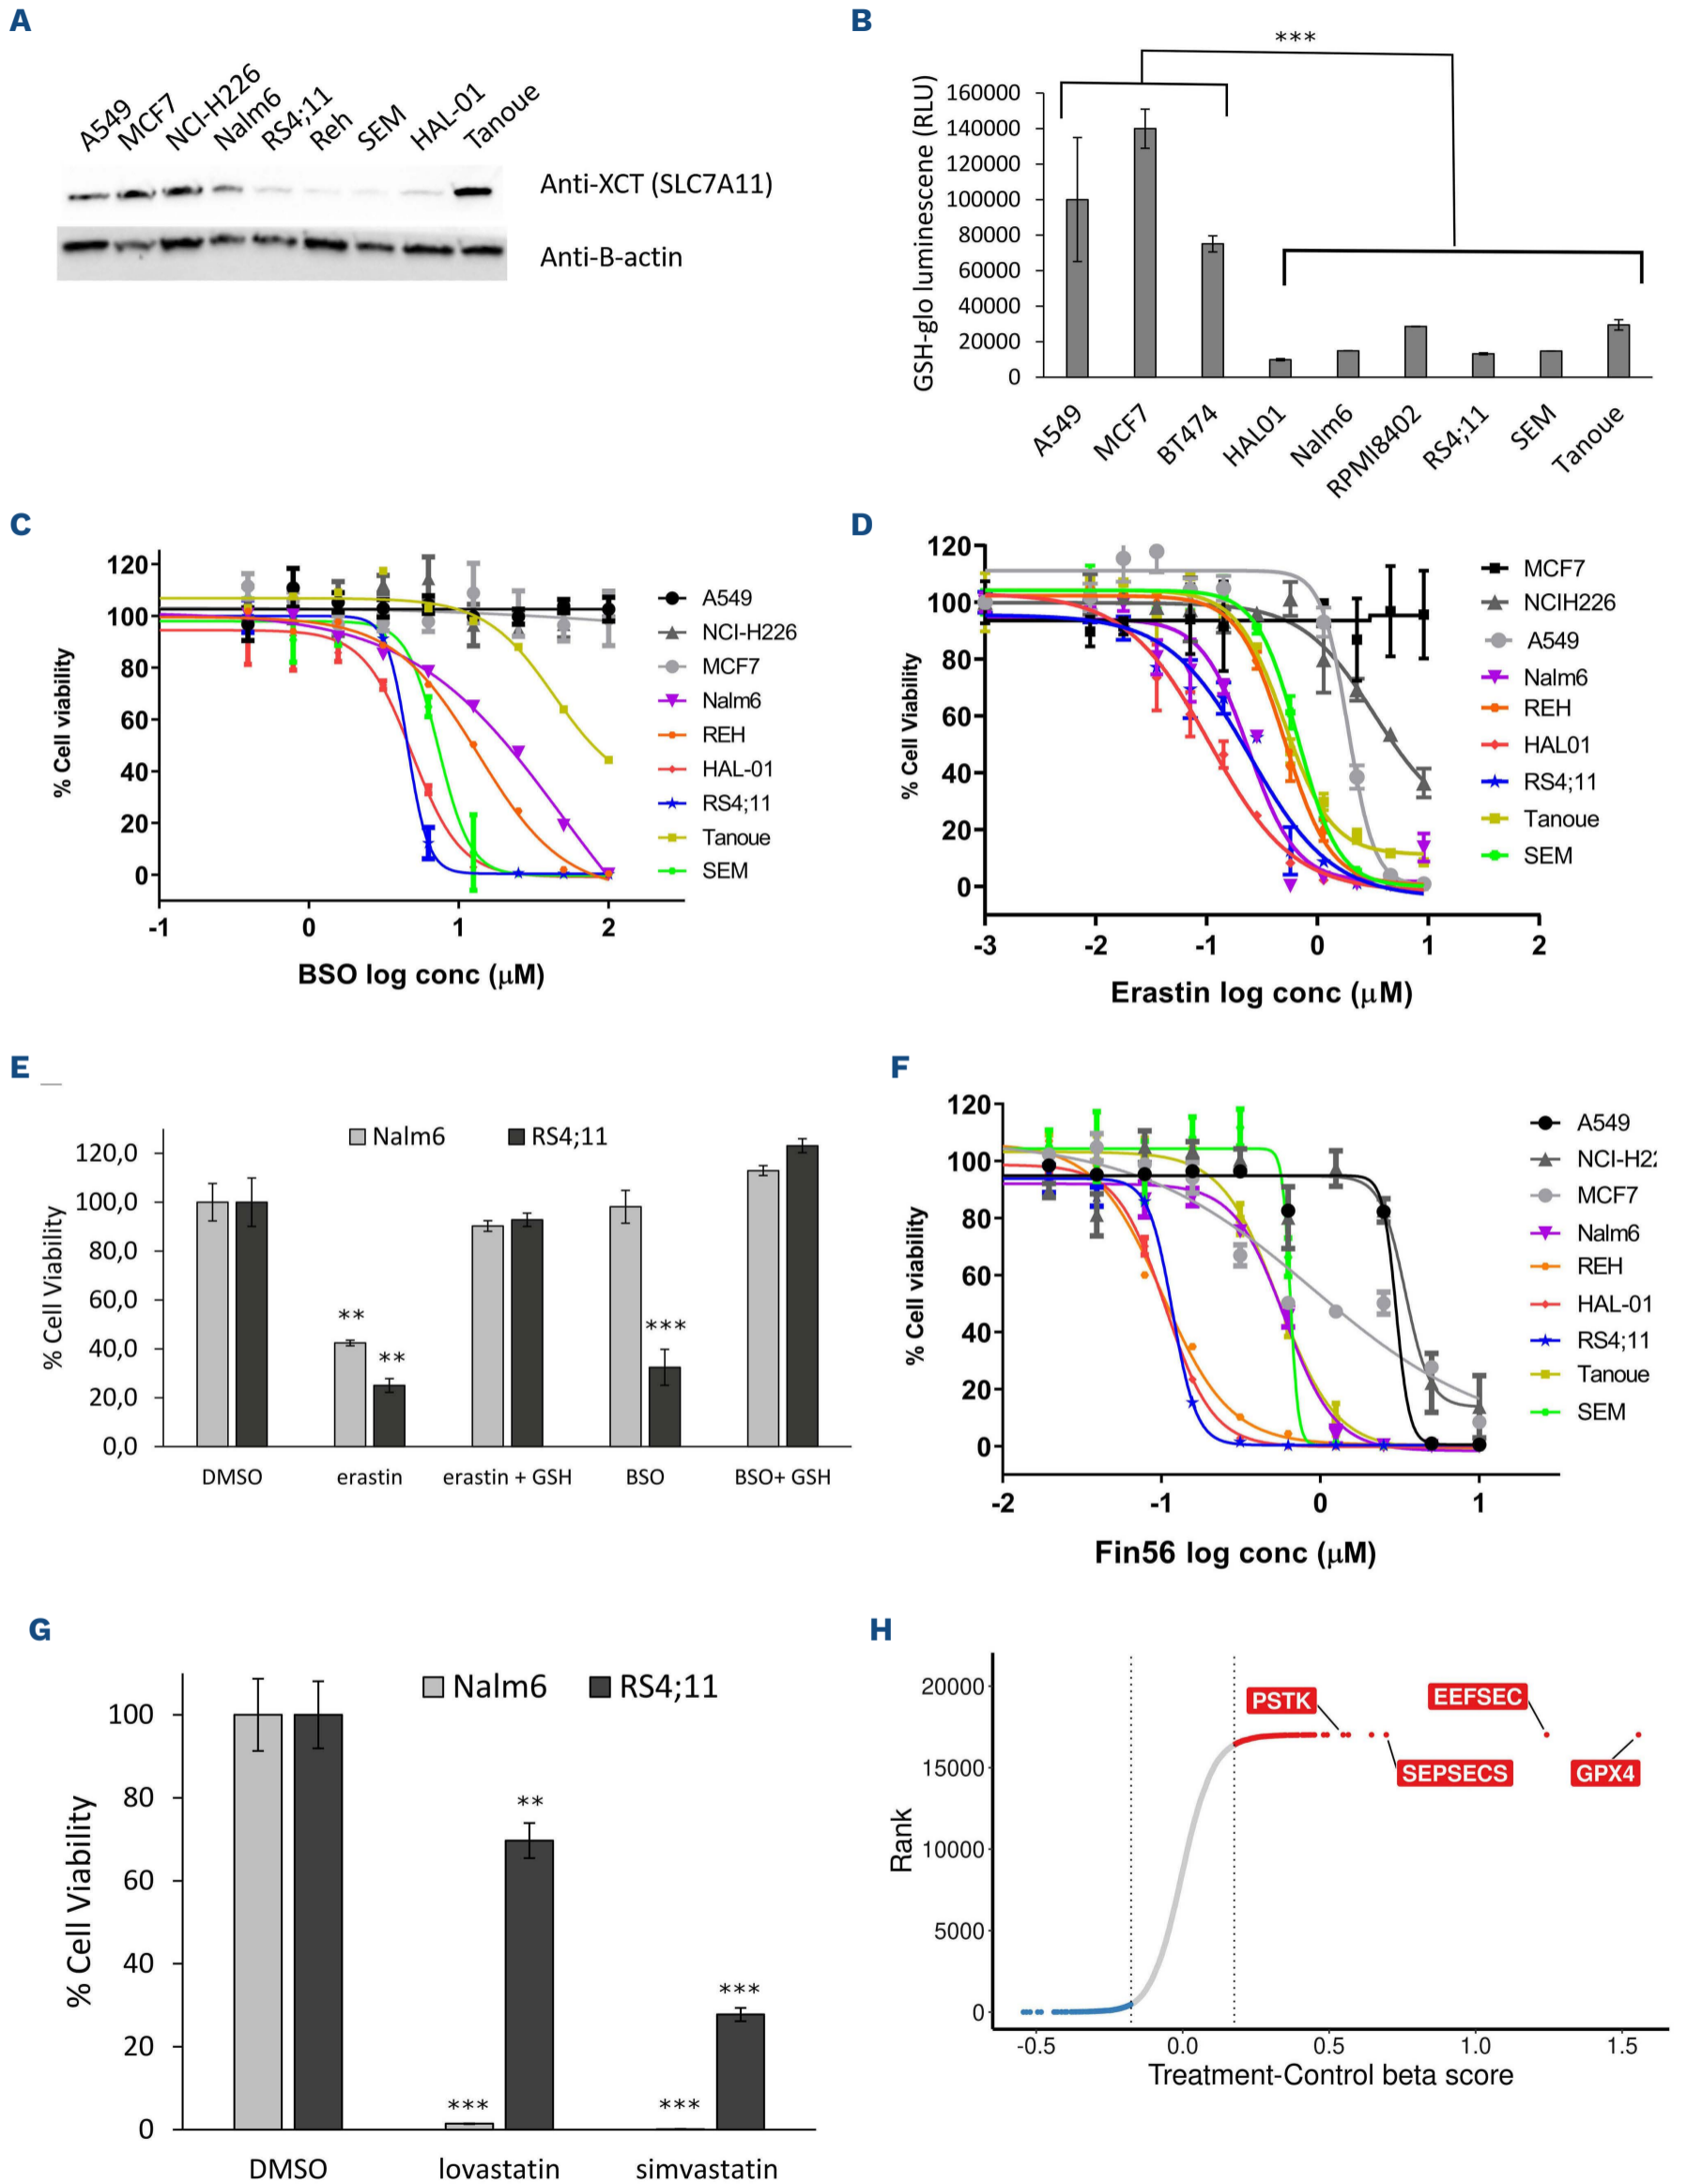 A
A549
MCF7
NCI-H226
Nalm6
RS4;11
Reh
SEM
HAL-01
Tanoue
Anti-XCT (SLC7A11)
Anti-B-actin
B
***
GSH-glo luminescene (RLU)
160000
140000
120000
100000
80000
60000
40000
20000
0
A549
MCF7
BT474
HAL01
Nalm6
RPMI8402
RS4;11
SEM
Tanoue
C
% Cell viability
120
100
80
60
40
20
0
-1
0
1
2
BSO log conc (μM)
A549
NCI-H226
MCF7
Nalm6
REH
HAL-01
RS4;11
Tanoue
SEM
D
% Cell Viability
120
100
80
60
40
20
0
-3
-2
-1
0
1
2
Erastin log conc (μM)
MCF7
NCIH226
A549
Nalm6
REH
HAL01
RS4;11
Tanoue
SEM
E
% Cell Viability
Nalm6
RS4;11
120,0
100,0
80,0
60,0
40,0
20,0
0,0
**
**
***
DMSO
erastin
erastin + GSH
BSO
BSO+ GSH
F
% Cell viability
120
100
80
60
40
20
0
-2
-1
0
1
Fin56 log conc (μM)
A549
NCI-H2
MCF7
Nalm6
REH
HAL-01
RS4;11
Tanoue
SEM
G
% Cell Viability
Nalm6
RS4;11
100
80
60
40
20
0
***
**
***
***
DMSO
lovastatin
simvastatin
H
Rank
20000
15000
10000
5000
0
PSTK
EEFSEC
SEPSECS
GPX4
-0.5
0.0
0.5
1.0
1.5
Treatment-Control beta score